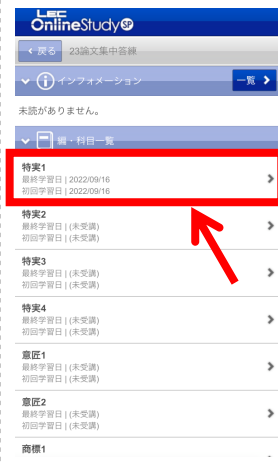 LEC
OnlineStudy SP
戻る 23論文集中答練
インフォメーション 一覧
未読がありません。
編・科目一覧
特実1
最終学習日 | 2022/09/16
初回学習日 | 2022/09/16
特実2
最終学習日 | (未受講)
初回学習日 | (未受講)
特実3
最終学習日 | (未受講)
初回学習日 | (未受講)
特実4
最終学習日 | (未受講)
初回学習日 | (未受講)
意匠1
最終学習日 | (未受講)
初回学習日 | (未受講)
意匠2
最終学習日 | (未受講)
初回学習日 | (未受講)
商標1